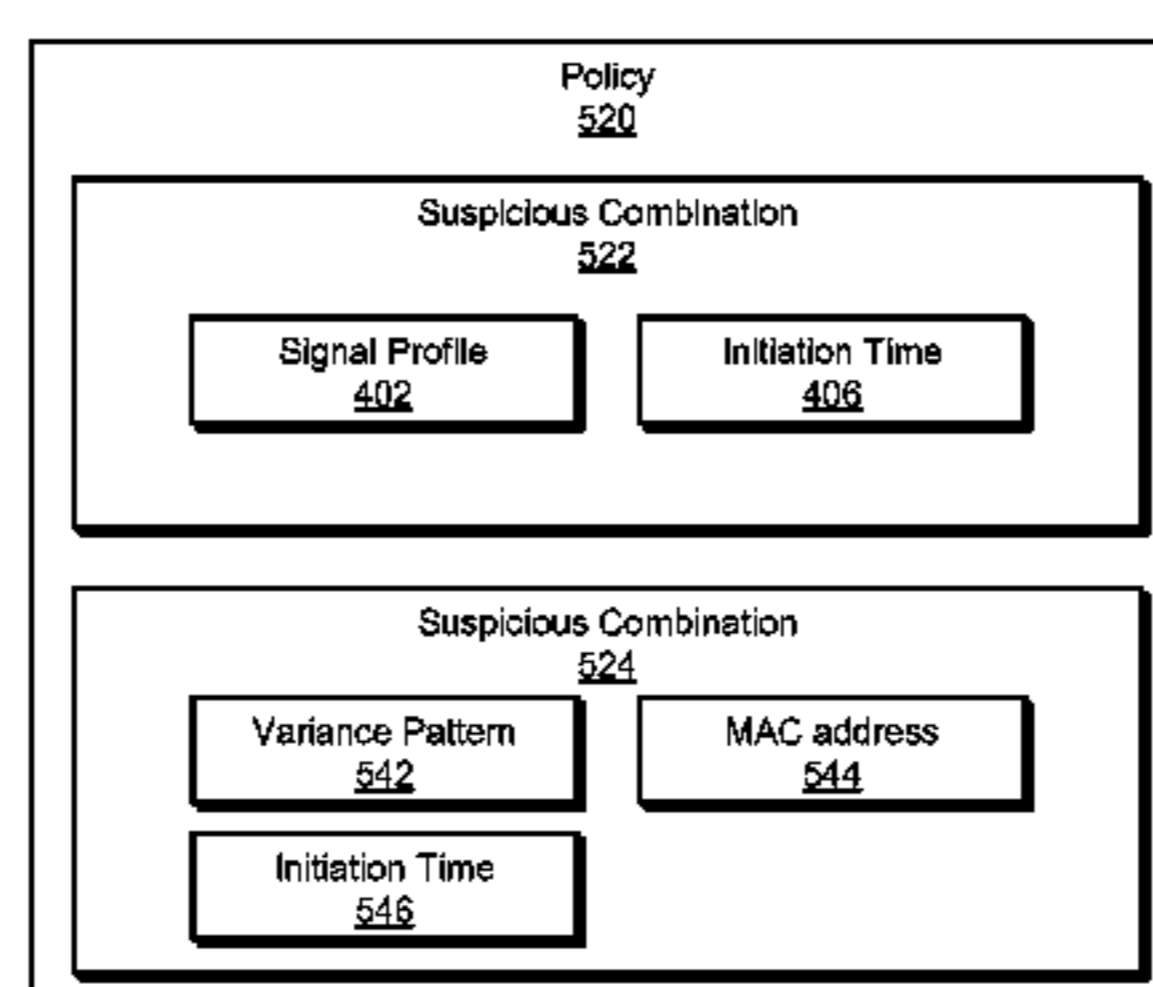 Policy
520
Suspicious Combination
522
Signal Profile
402
Initiation Time
406
Suspicious Combination
524
Variance Pattern
542
MAC address
544
Initiation Time
546